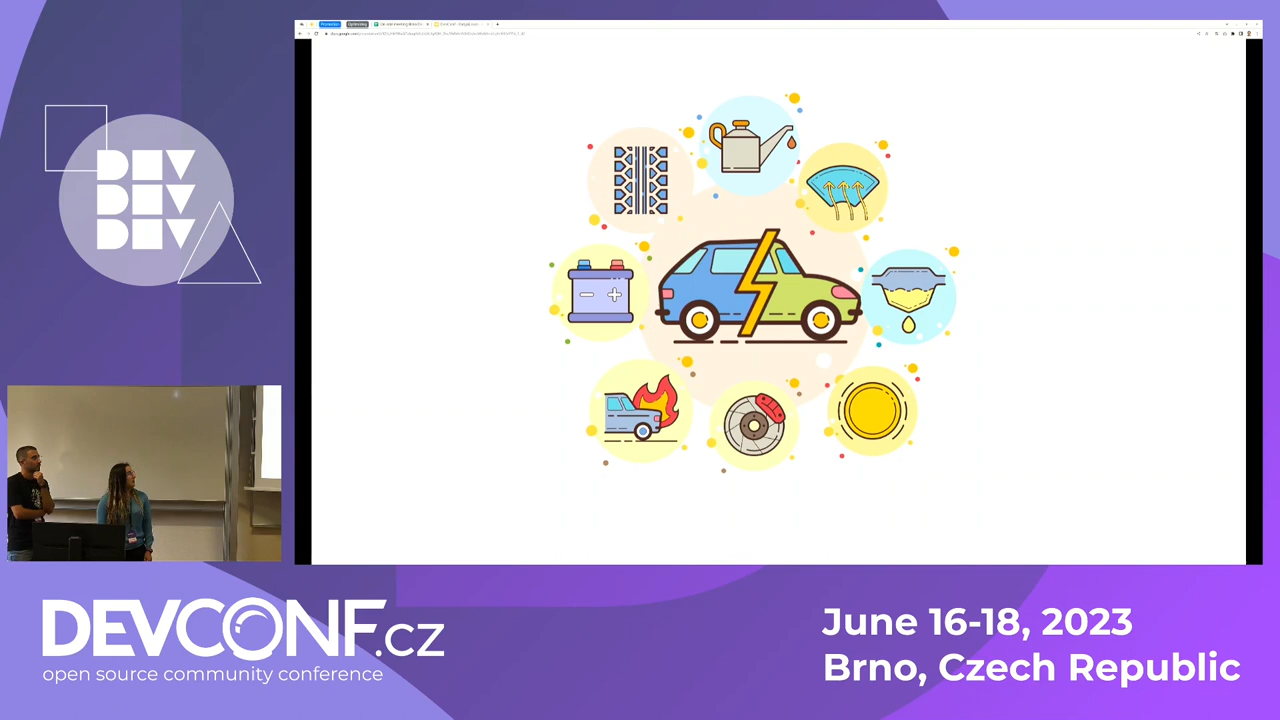 DEV
DEV
DEV
DEVCONF.cz
open source community conference
June 16-18, 2023
Brno, Czech Republic